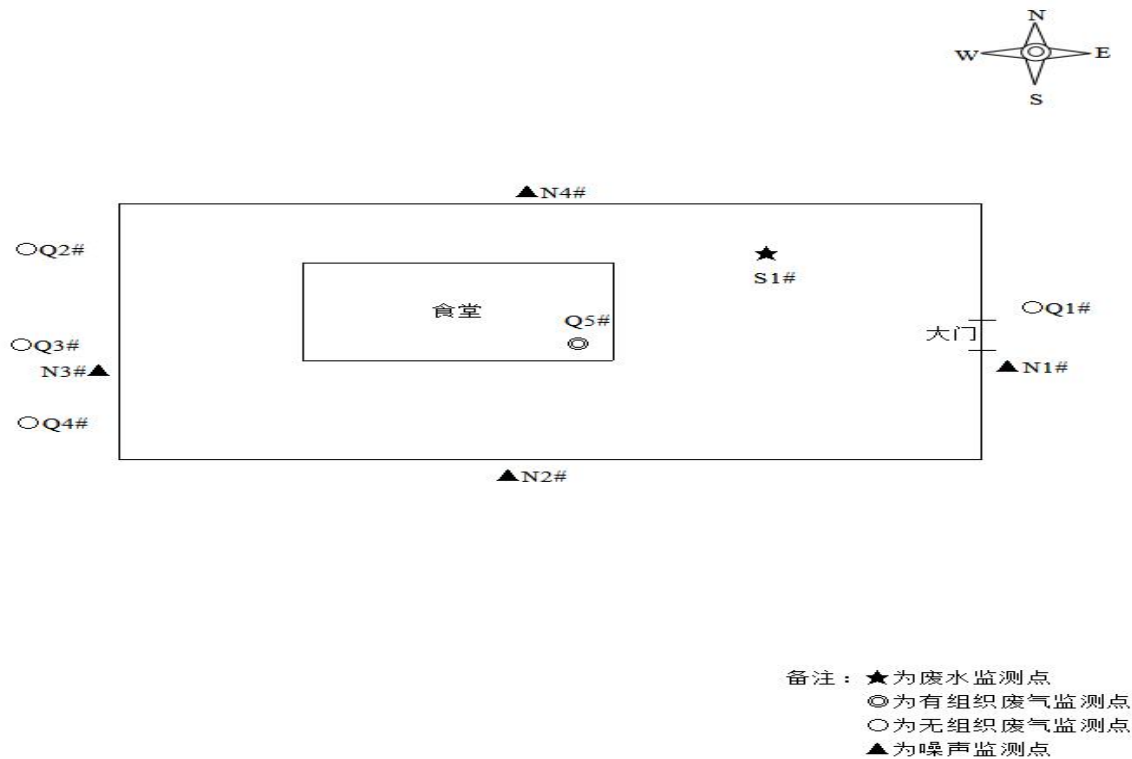 N
W E
S
N4#
Q2#
S1#
Q1#
食堂
Q5#
大门
Q3#
N3#
N1#
Q4#
N2#
备注：★为废水监测点
◎为有组织废气监测点
○为无组织废气监测点
▲为噪声监测点